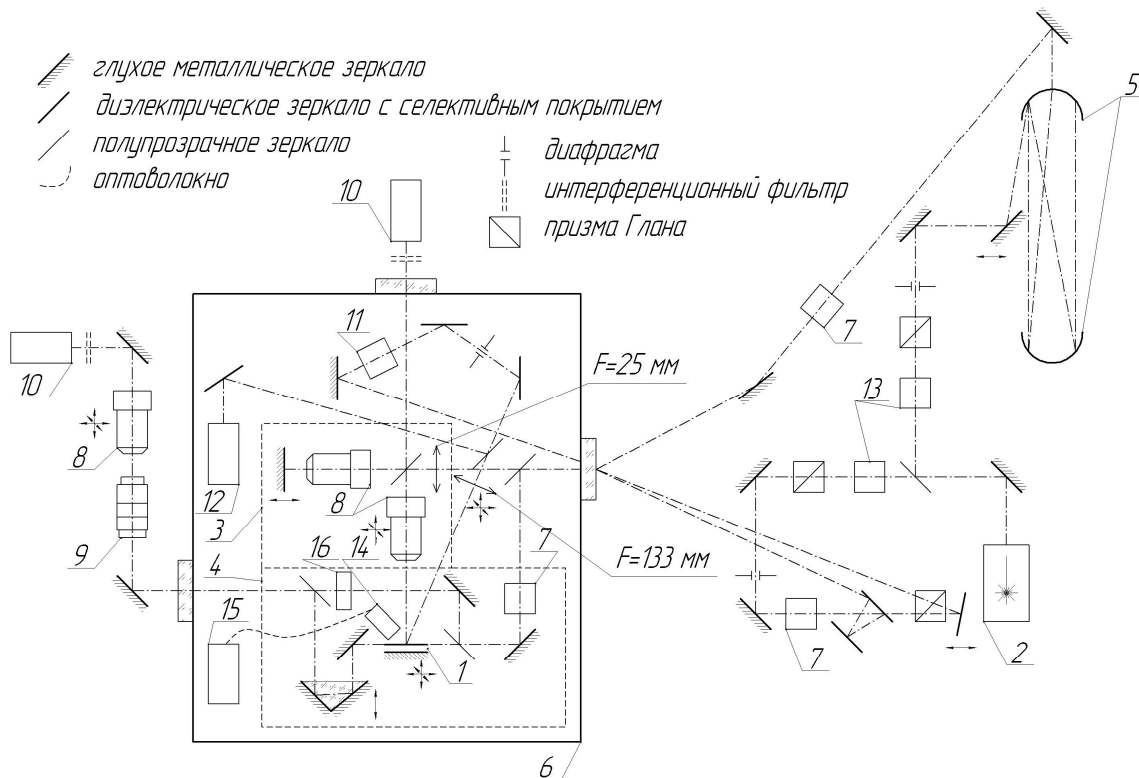 глухое металлическое зеркало
диэлектрическое зеркало с селективным покрытием
полупрозрачное зеркало
оптоволокно
диафрагма
интерференционный фильтр
призма Глана
5
10
7
11
F=25 мм
10
13
8
12
8
3
9
16
14
7
F=133 мм
4
15
1
7
2
6